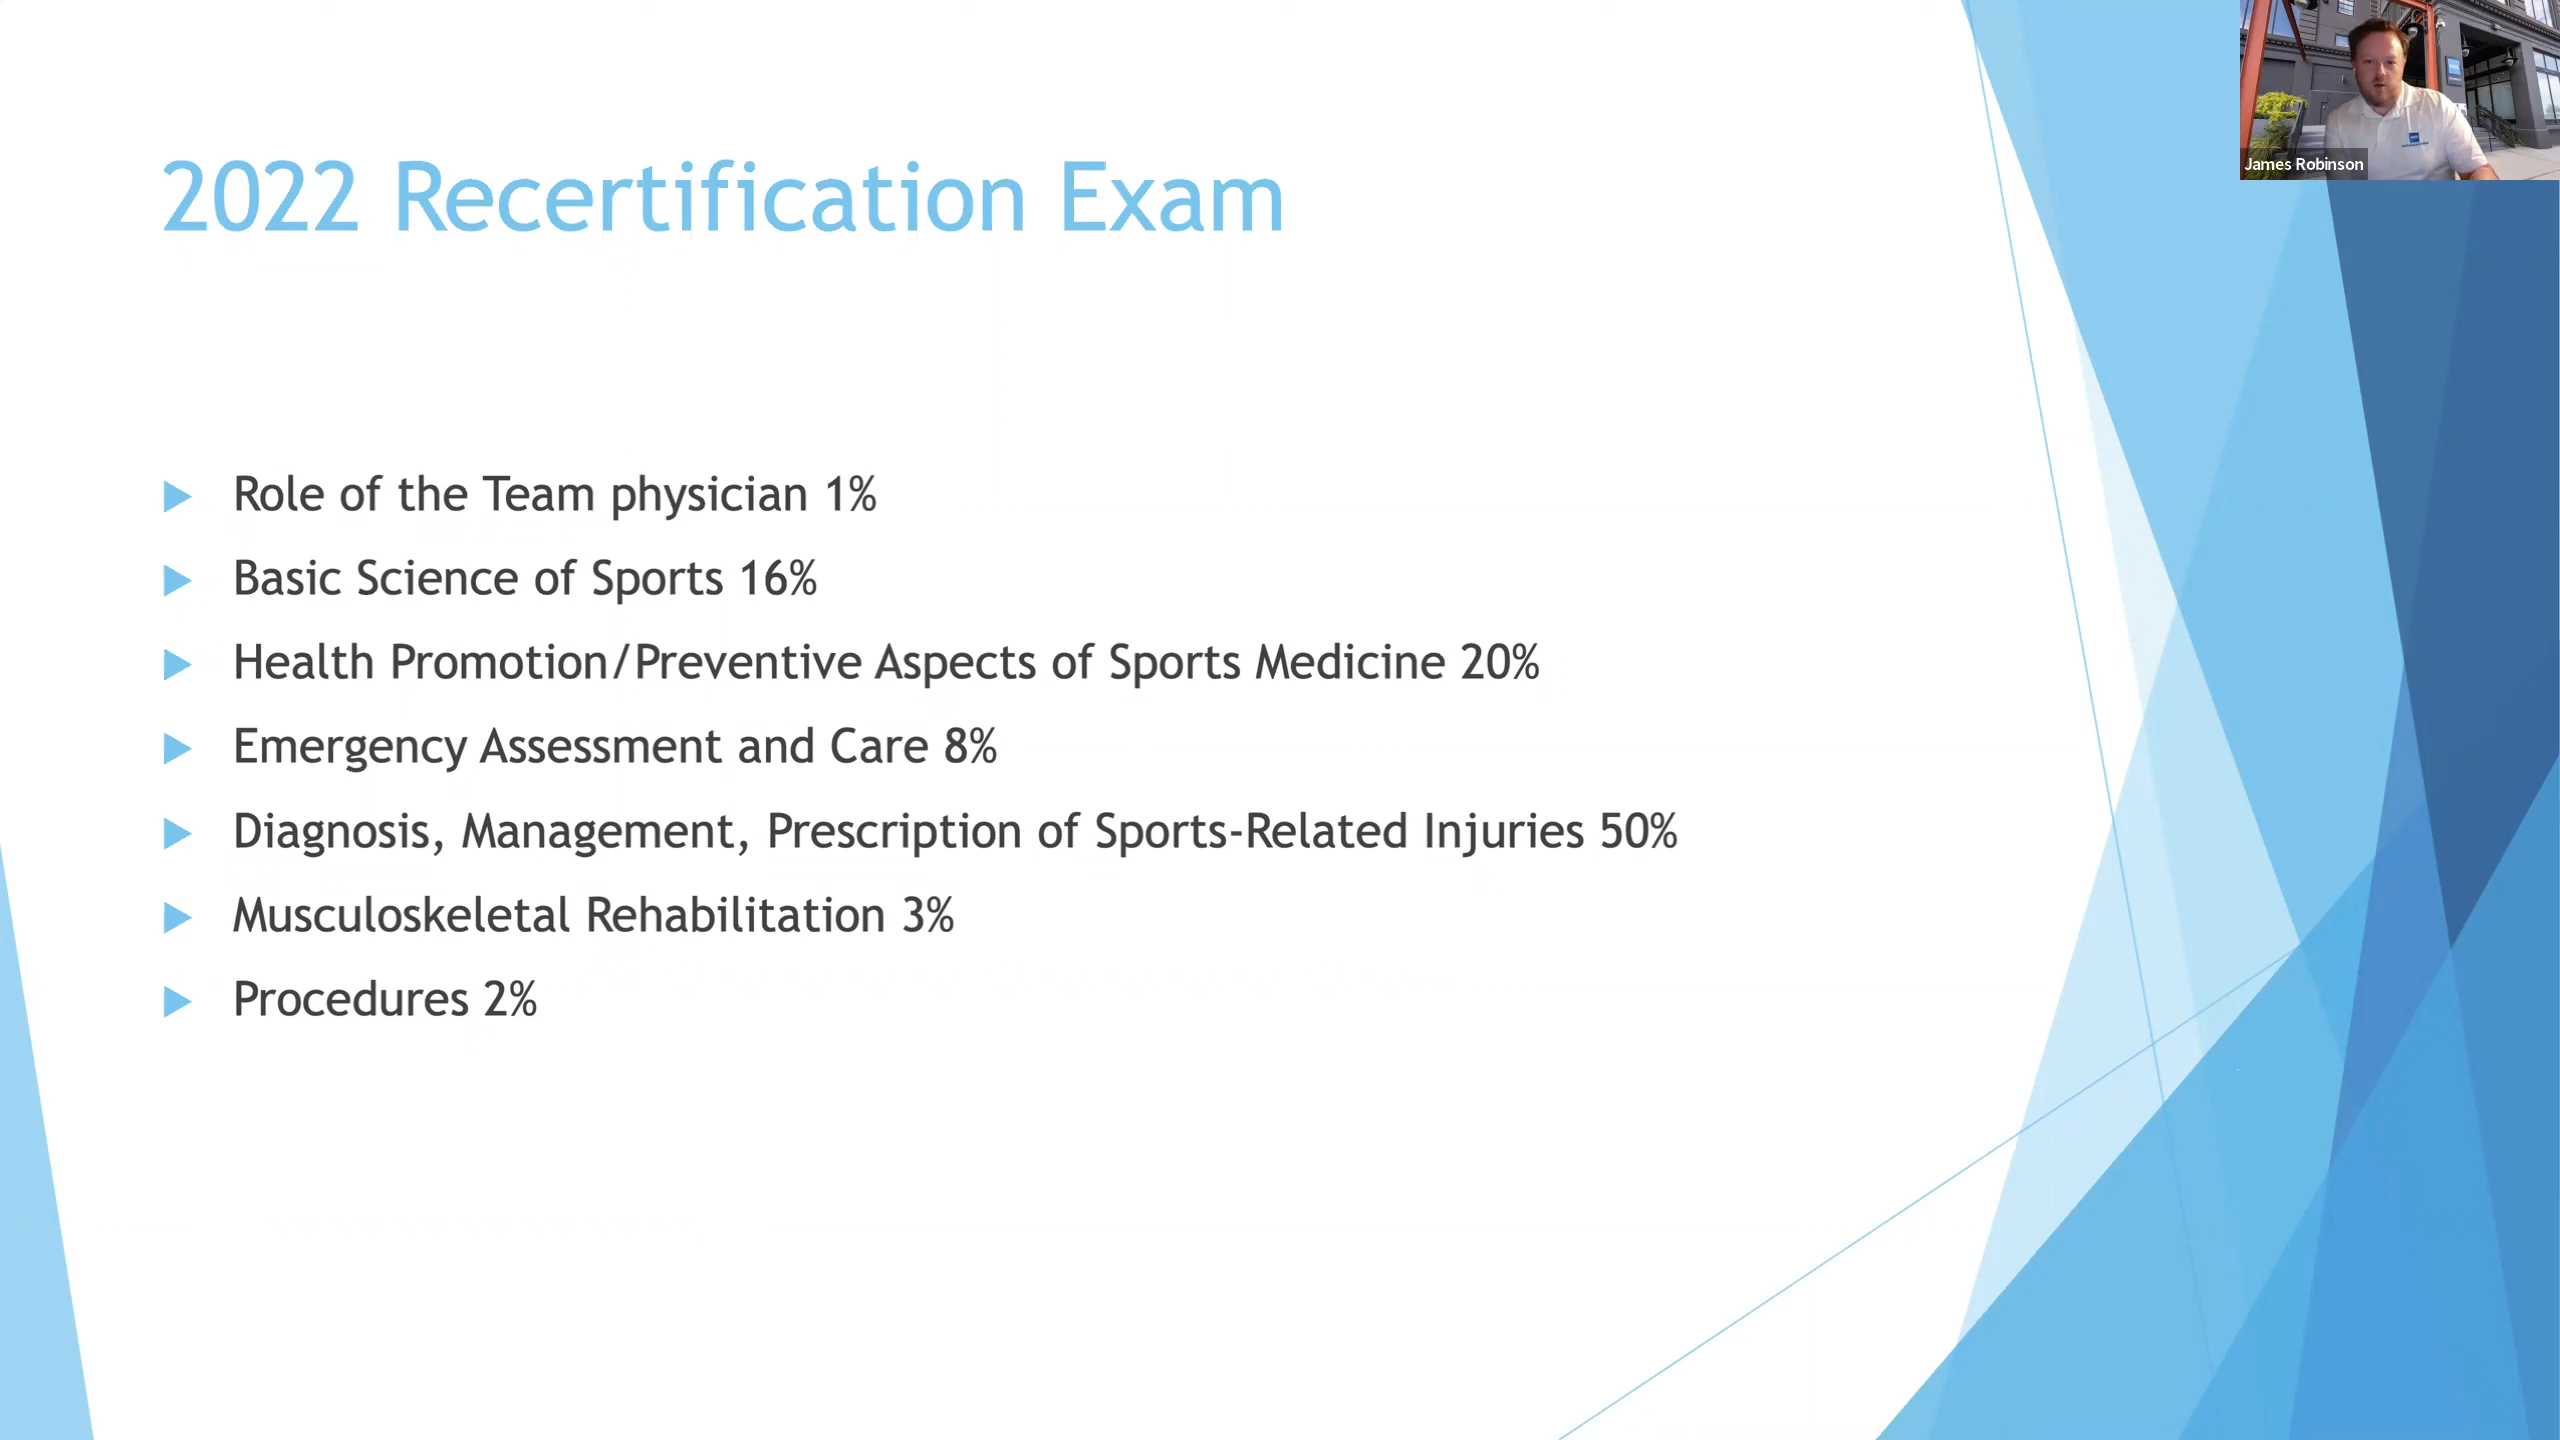 2022 Recertification Exam
James Robinson
Role of the Team physician 1%
Basic Science of Sports 16%
Health Promotion/Preventive Aspects of Sports Medicine 20%
Emergency Assessment and Care 8%
Diagnosis, Management, Prescription of Sports-Related Injuries 50%
Musculoskeletal Rehabilitation 3%
Procedures 2%